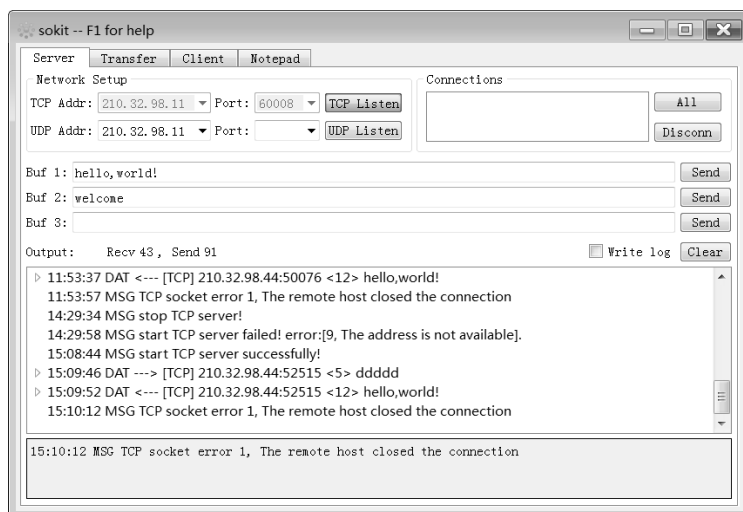 sokit -- F1 for help
Server Transfer Client Notepad
Network Setup
TCP Addr: 210.32.98.11 Port: 60008 TCP Listen
UDP Addr: 210.32.98.11 Port: UDP Listen
Connections
All
Disconn
Buf 1: hello,world! Send
Buf 2: welcome Send
Buf 3: Send
Output: Recv 43, Send 91 Write log Clear
11:53:37 DAT <--- [TCP] 210.32.98.44:50076 <12> hello,world!
11:53:57 MSG TCP socket error 1, The remote host closed the connection
14:29:34 MSG stop TCP server!
14:29:58 MSG start TCP server failed! error:[9, The address is not available].
15:08:44 MSG start TCP server successfully!
15:09:46 DAT ---> [TCP] 210.32.98.44:52515 <5> ddddd
15:09:52 DAT <--- [TCP] 210.32.98.44:52515 <12> hello,world!
15:10:12 MSG TCP socket error 1, The remote host closed the connection
15:10:12 MSG TCP socket error 1, The remote host closed the connection